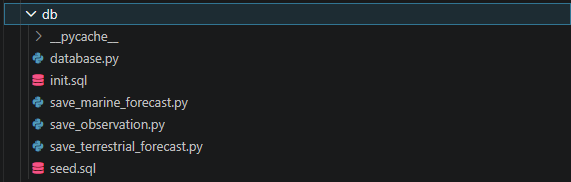 db
__pycache__
database.py
init.sql
save_marine_forecast.py
save_observation.py
save_terrestrial_forecast.py
seed.sql